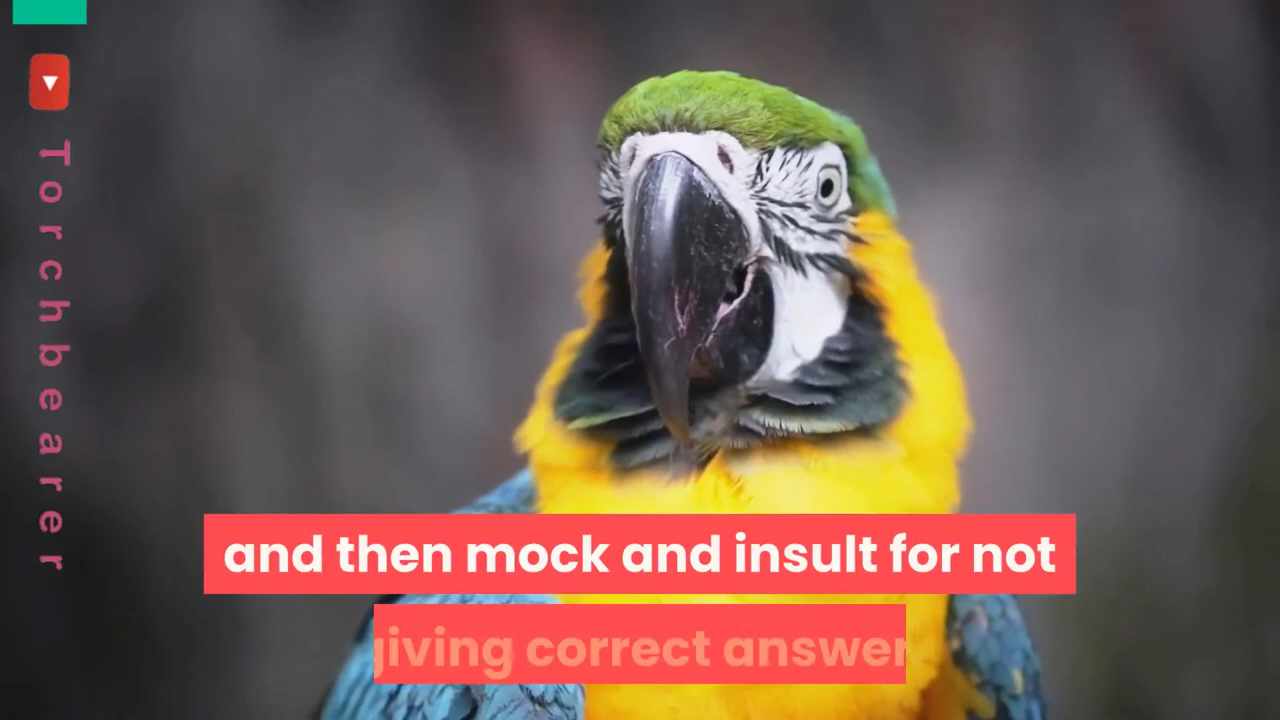 Torchbearer
and then mock and insult for not
giving correct answer